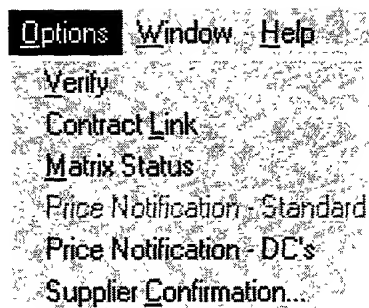 Options Window Help
Verify
Contract Link
Matrix Status
Price Notification - Standard
Price Notification - DC's
Supplier Confirmation...